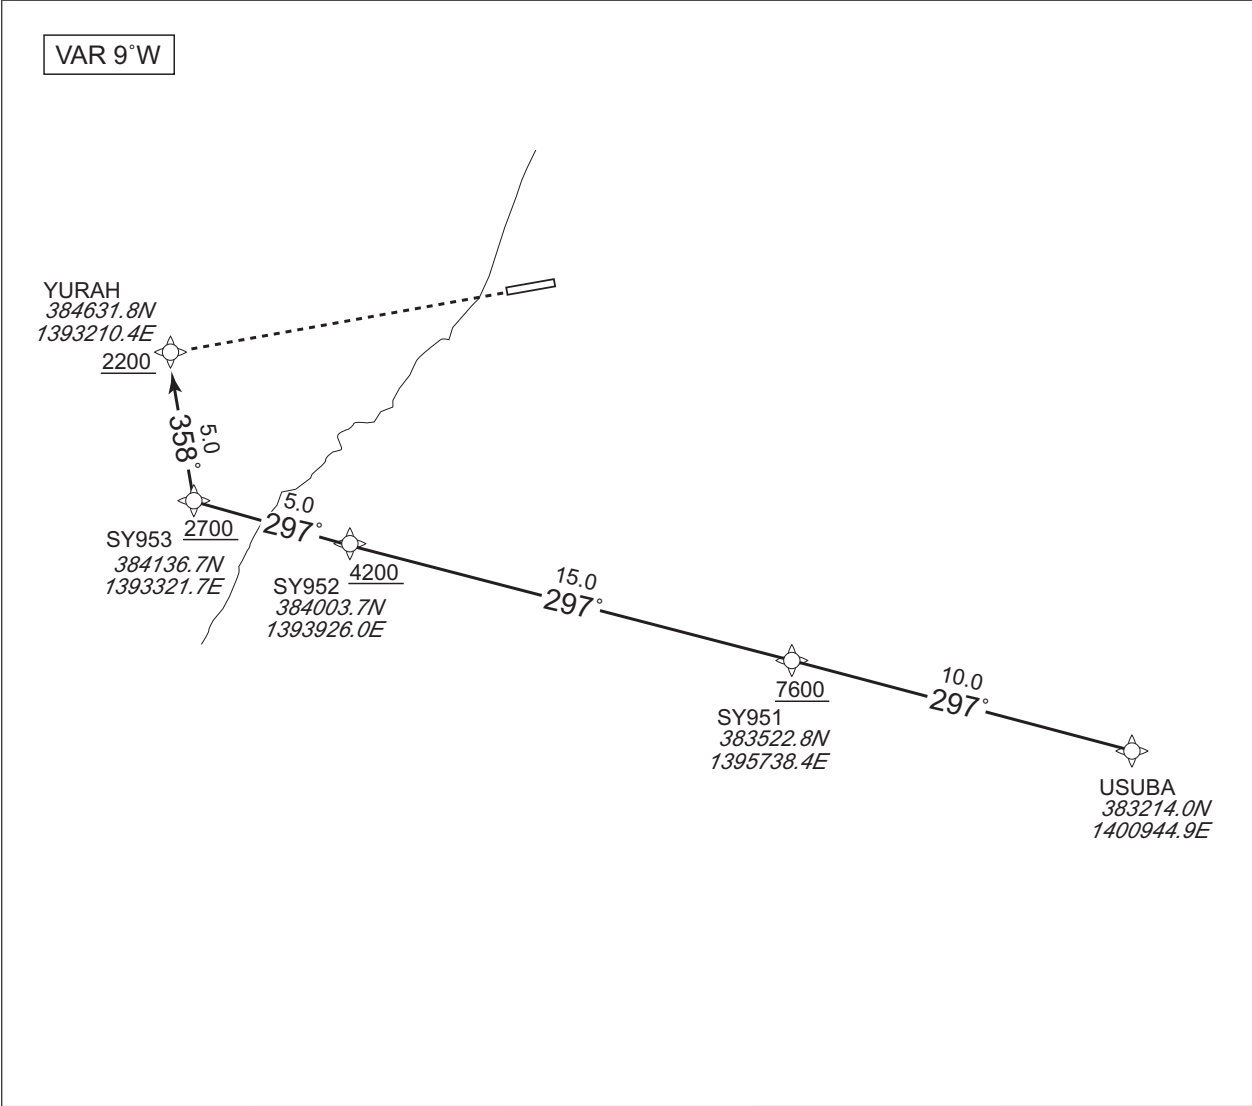 VAR 9°W
YURAH
384631.8N
1393210.4E
2200
5.0
358°
SY953
2700
384136.7N
1393321.7E
5.0
297°
SY952
4200
384003.7N
1393926.0E
15.0
297°
7600
SY951
383522.8N
1395738.4E
10.0
297°
USUBA
383214.0N
1400944.9E